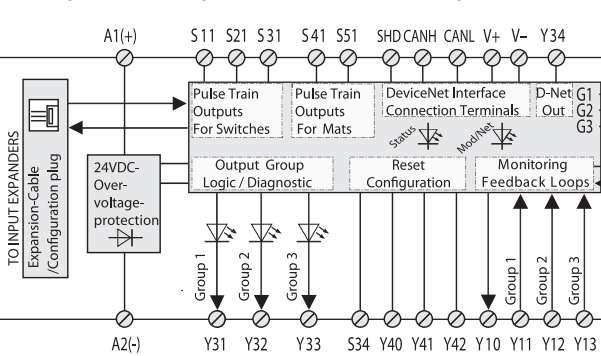 A1(+) S11 S21 S31 S41 S51 SHD CANH CANL V+ V– Y34
Pulse Train
Outputs
For Switches
Pulse Train
Outputs
For Mats
DeviceNet Interface
Connection Terminals
D-Net
Out
G1
G2
G3
Status
Mod/Net
TO INPUT EXPANDERS
Expansion-Cable
/Configuration plug
24VDC-
Over-
voltage-
protection
Output Group
Logic / Diagnostic
Reset
Configuration
Monitoring
Feedback Loops
Group 1
Group 2
Group 3
Group 1
Group 2
Group 3
A2(-) Y31 Y32 Y33 S34 Y40 Y41 Y42 Y10 Y11 Y12 Y13